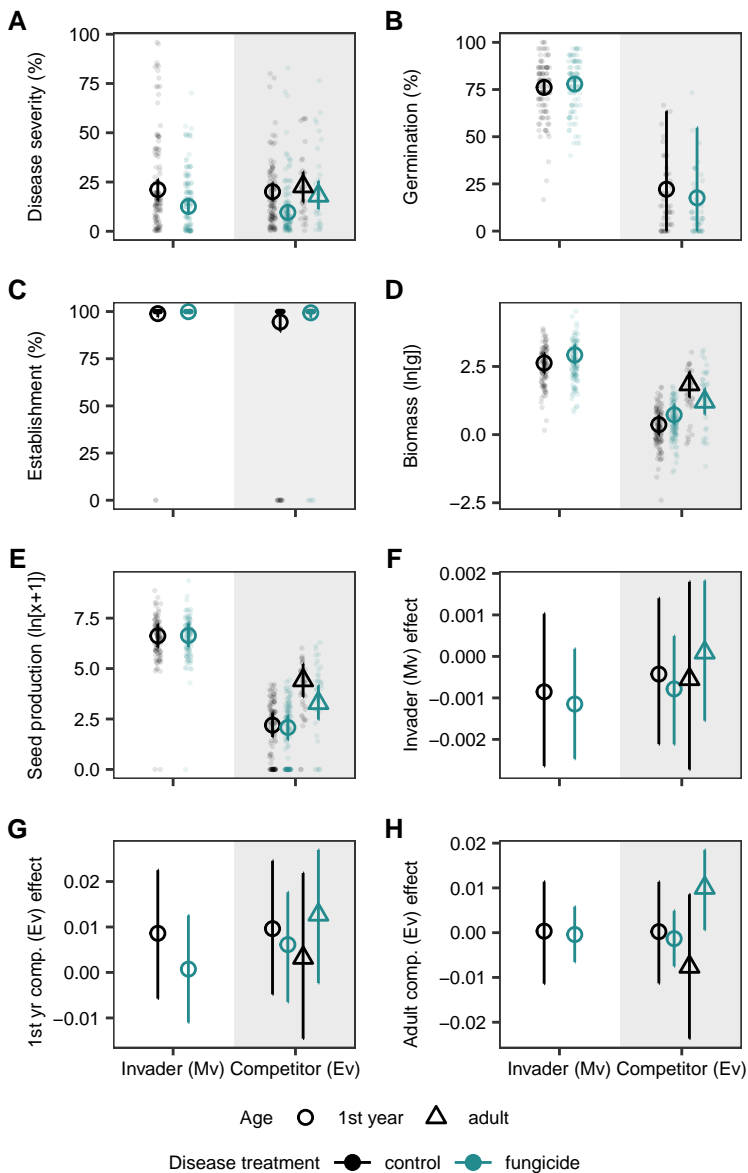 A
Disease severity (%)
100
75
50
25
0
B
Germination (%)
100
75
50
25
0
C
Establishment (%)
100
75
50
25
0
D
Biomass (ln[g])
2.5
0.0
−2.5
E
Seed production (ln[x+1])
7.5
5.0
2.5
0.0
F
Invader (Mv) effect
0.002
0.001
0.000
−0.001
−0.002
G
1st yr comp. (Ev) effect
0.02
0.01
0.00
−0.01
Invader (Mv) Competitor (Ev)
H
Adult comp. (Ev) effect
0.02
0.01
0.00
−0.01
−0.02
Invader (Mv) Competitor (Ev)
Age 1st year adult
Disease treatment control fungicide